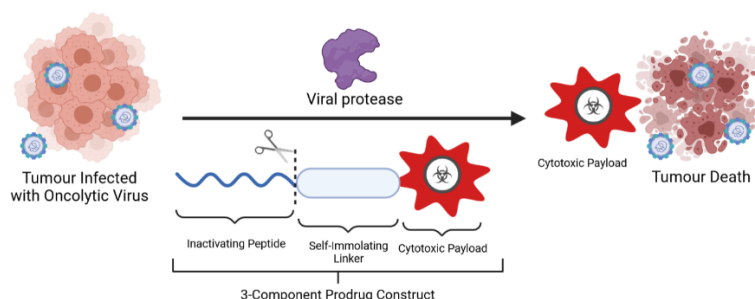 Viral protease
Tumour Infected
with Oncolytic Virus
Cytotoxic Payload
Tumour Death
Inactivating Peptide
Self-Immolating
Linker
Cytotoxic Payload
3-Component Prodrug Construct